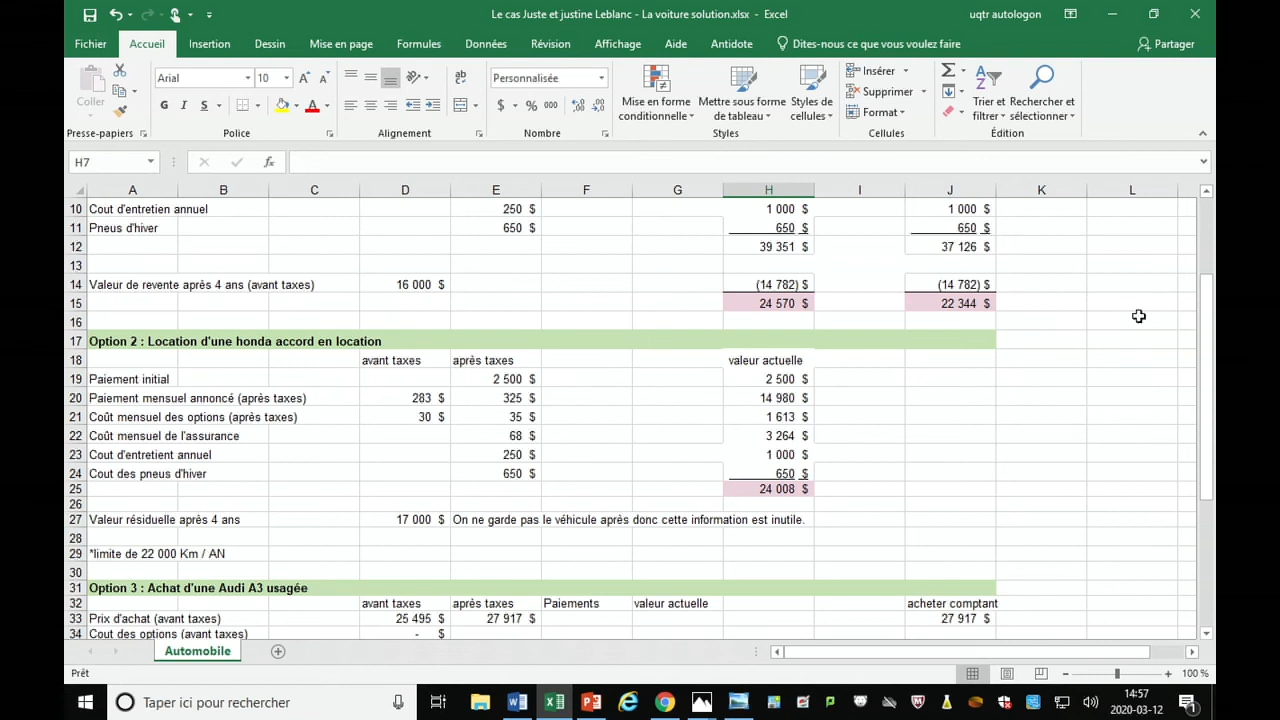 Le cas Juste et justine Leblanc - La voiture solution.xlsx - Excel
uqtr autologon
Fichier Accueil Insertion Dessin Mise en page Formules Données Révision Affichage Aide Antidote Dites-nous ce que vous voulez faire Partager
Coller
Arial 10
Personnalisée
Mise en forme conditionnelle
Mettre sous forme de tableau
Styles de cellules
Insérer
Supprimer
Format
Trier et filtrer
Rechercher et sélectionner
G I S $ % 000
Presse-papiers Police Alignement Nombre Styles Cellules Édition
H7 fx
A B C D E F G H I J K L
10 Cout d'entretien annuel 250 $ 1 000 $ 1 000 $
11 Pneus d'hiver 650 $ 650 $ 650 $
12 39 351 $ 37 126 $
13
14 Valeur de revente après 4 ans (avant taxes) 16 000 $ (14 782) $ (14 782) $
15 24 570 $ 22 344 $
16
17 Option 2 : Location d'une honda accord en location
18 avant taxes après taxes valeur actuelle
19 Paiement initial 2 500 $ 2 500 $
20 Paiement mensuel annoncé (après taxes) 283 $ 325 $ 14 980 $
21 Coût mensuel des options (après taxes) 30 $ 35 $ 1 613 $
22 Coût mensuel de l'assurance 68 $ 3 264 $
23 Cout d'entretient annuel 250 $ 1 000 $
24 Cout des pneus d'hiver 650 $ 650 $
25 24 008 $
26
27 Valeur résiduelle après 4 ans 17 000 $ On ne garde pas le véhicule après donc cette information est inutile.
28
29 *limite de 22 000 Km / AN
30
31 Option 3 : Achat d'une Audi A3 usagée
32 avant taxes après taxes Paiements valeur actuelle acheter comptant
33 Prix d'achat (avant taxes) 25 495 $ 27 917 $ 27 917 $
34 Cout des options (avant taxes) - $
Automobile
Prêt 100 %
Taper ici pour rechercher
14:57
2020-03-12